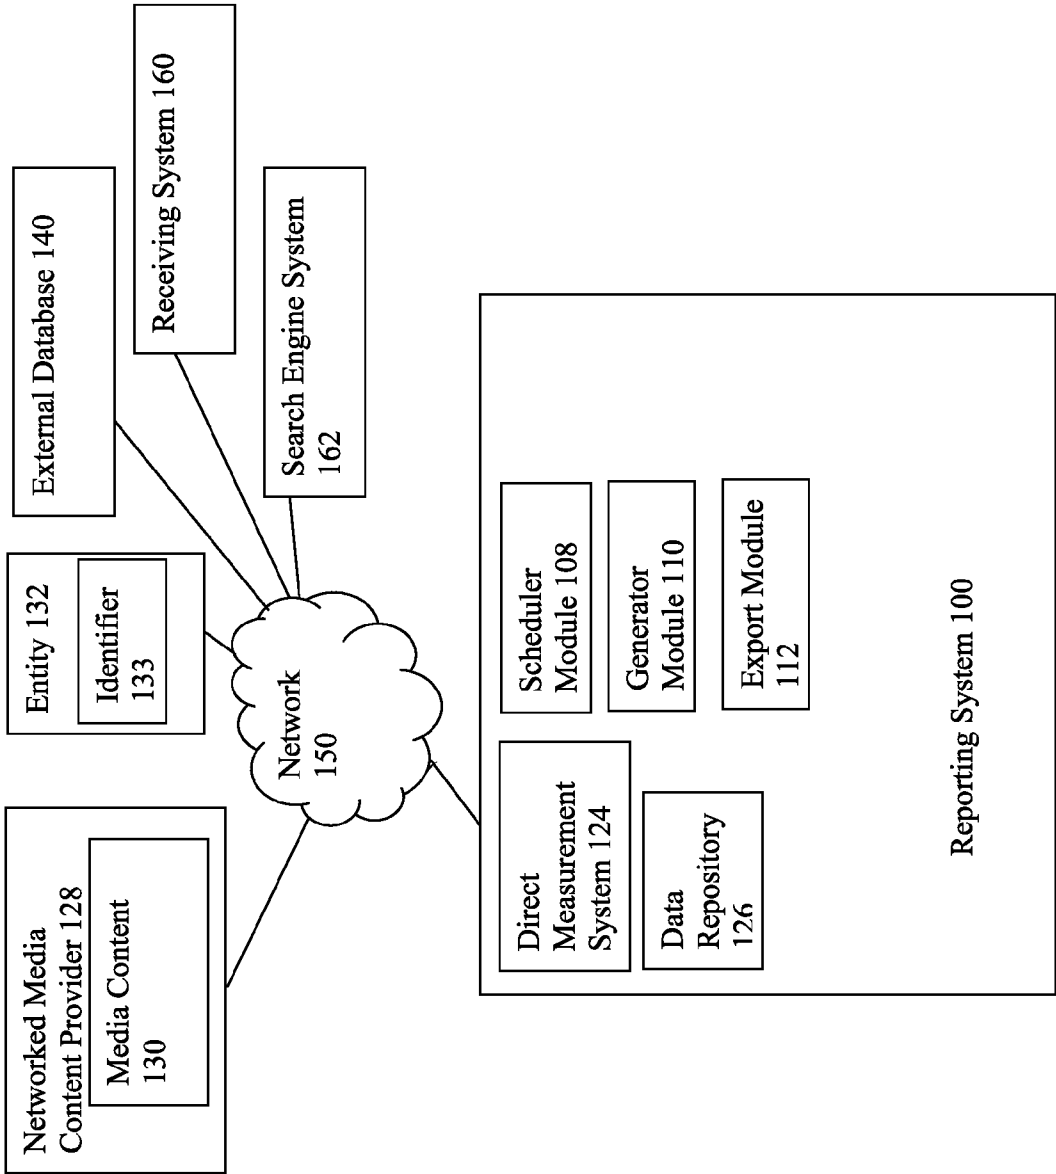 Networked Media
Content Provider 128
Media Content
130
Entity 132
Identifier
133
External Database 140
Receiving System 160
Search Engine System
162
Network
150
Direct
Measurement
System 124
Data
Repository
126
Scheduler
Module 108
Generator
Module 110
Export Module
112
Reporting System 100